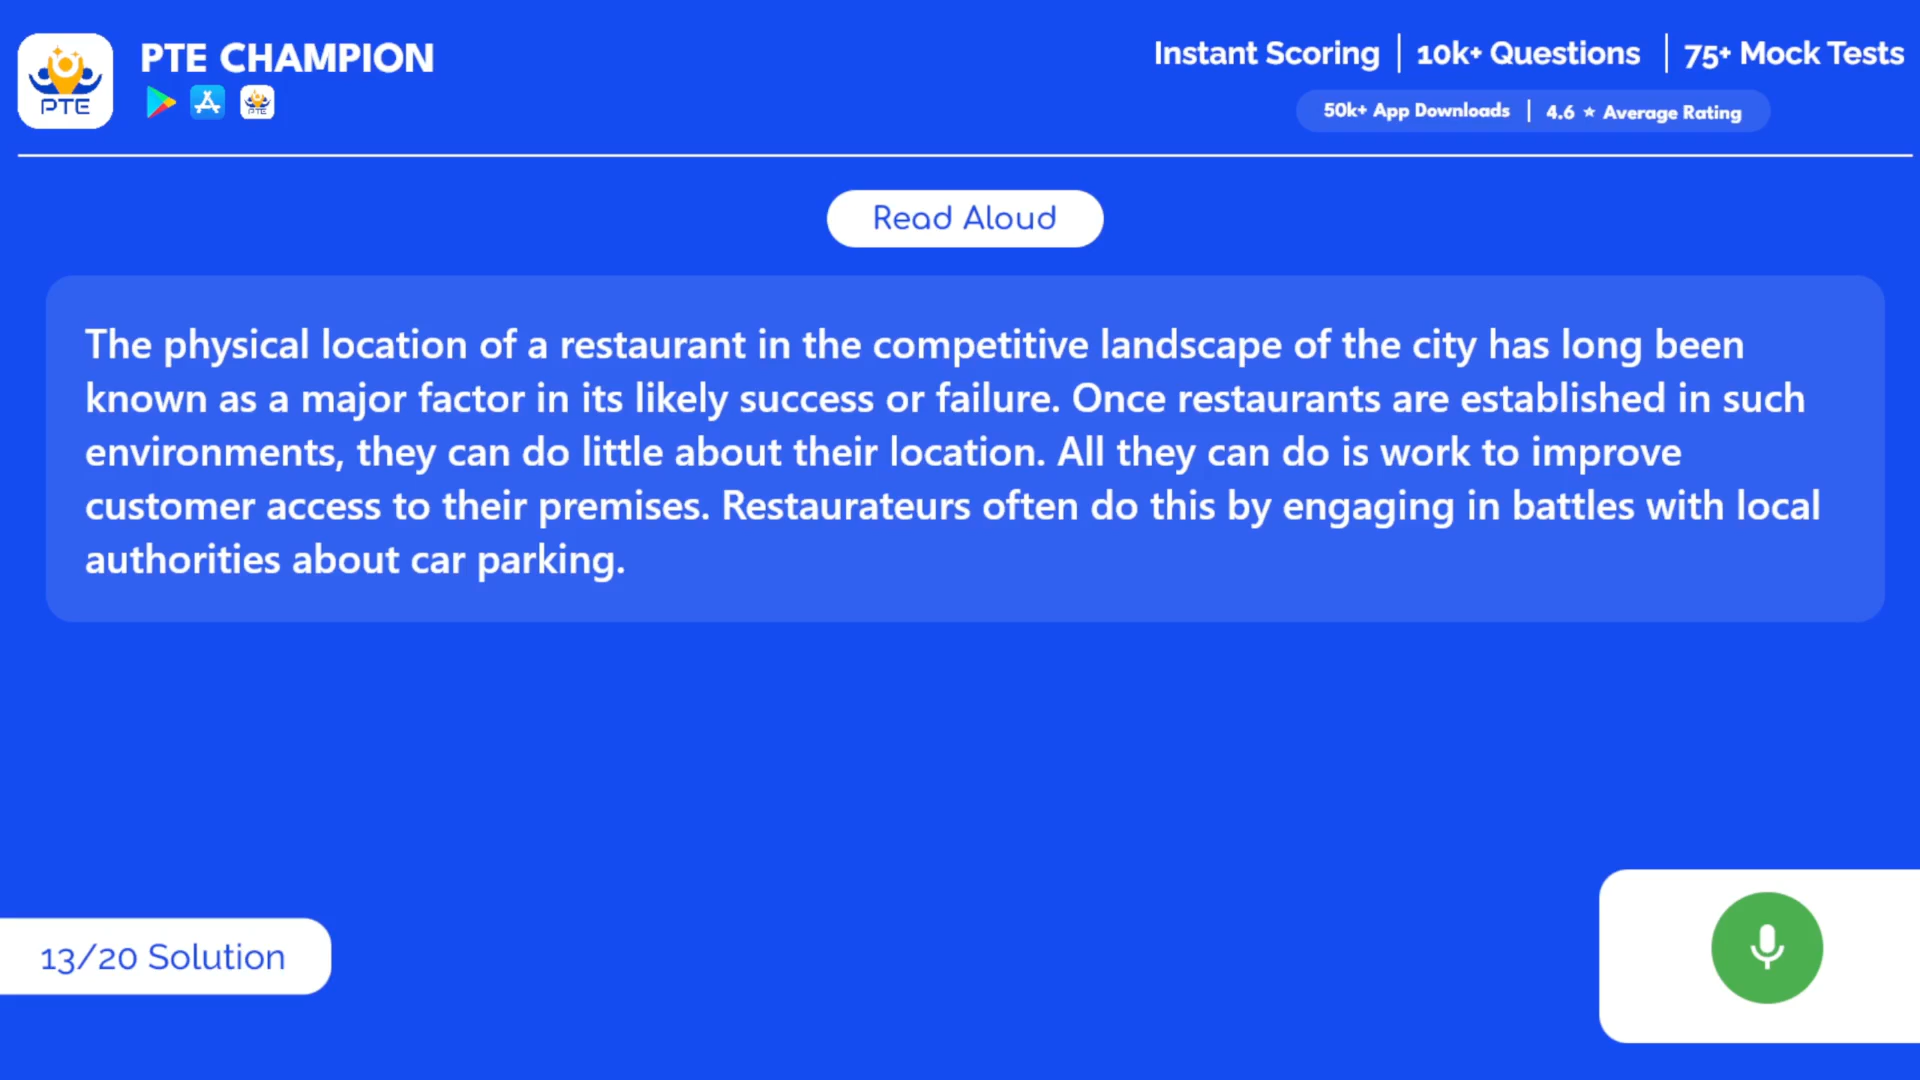 PTE CHAMPION
PTE
PTE
Instant Scoring | 10k+ Questions | 75+ Mock Tests
50k+ App Downloads | 4.6 ★ Average Rating
Read Aloud
The physical location of a restaurant in the competitive landscape of the city has long been
known as a major factor in its likely success or failure. Once restaurants are established in such
environments, they can do little about their location. All they can do is work to improve
customer access to their premises. Restaurateurs often do this by engaging in battles with local
authorities about car parking.
13/20 Solution